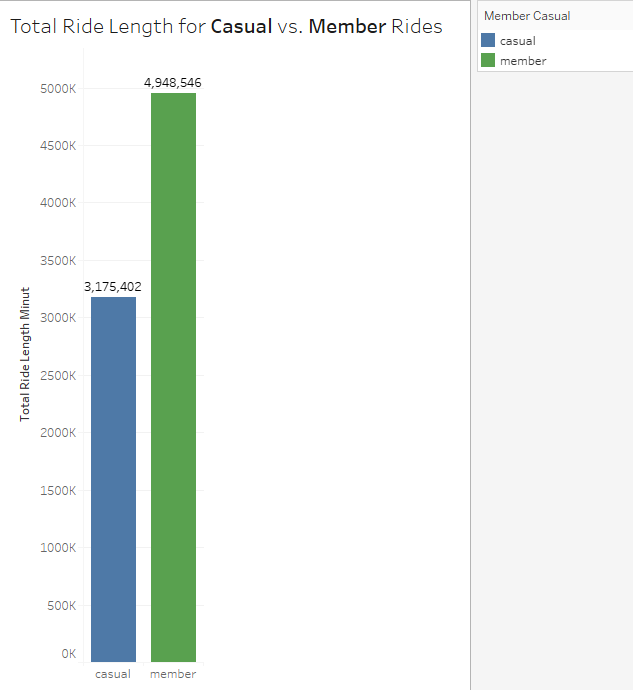 Total Ride Length for Casual vs. Member Rides
Member Casual
casual
member
Total Ride Length Minut
5000K
4500K
4000K
3500K
3000K
2500K
2000K
1500K
1000K
500K
0K
4,948,546
3,175,402
casual member